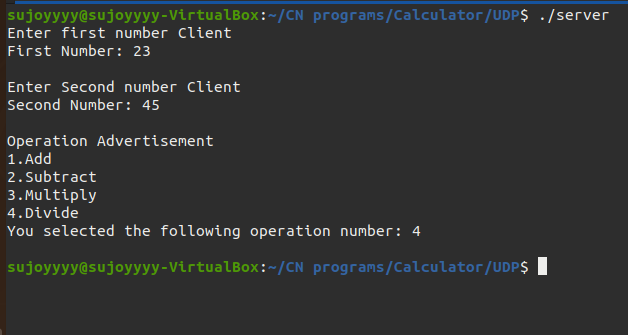 sujoyyyy@sujoyyyy-VirtualBox:~/CN programs/Calculator/UDP$ ./server
Enter first number Client
First Number: 23
Enter Second number Client
Second Number: 45
Operation Advertisement
1.Add
2.Subtract
3.Multiply
4.Divide
You selected the following operation number: 4
sujoyyyy@sujoyyyy-VirtualBox:~/CN programs/Calculator/UDP$